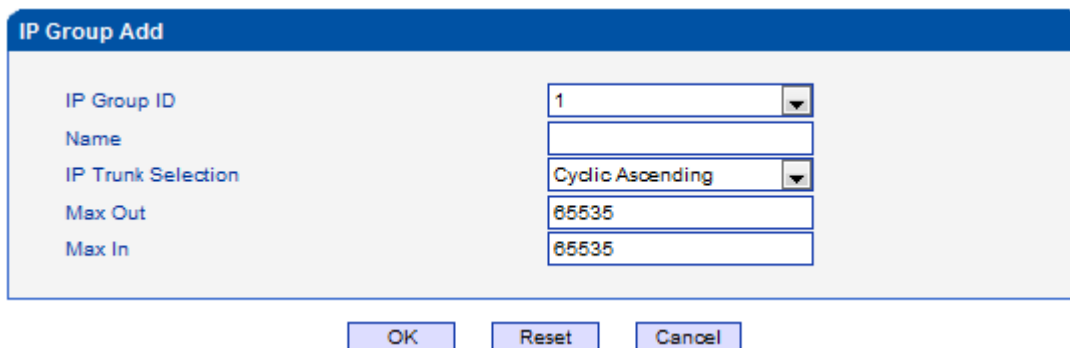 IP Group Add
IP Group ID 1
Name
IP Trunk Selection Cyclic Ascending
Max Out 65535
Max In 65535
OK Reset Cancel